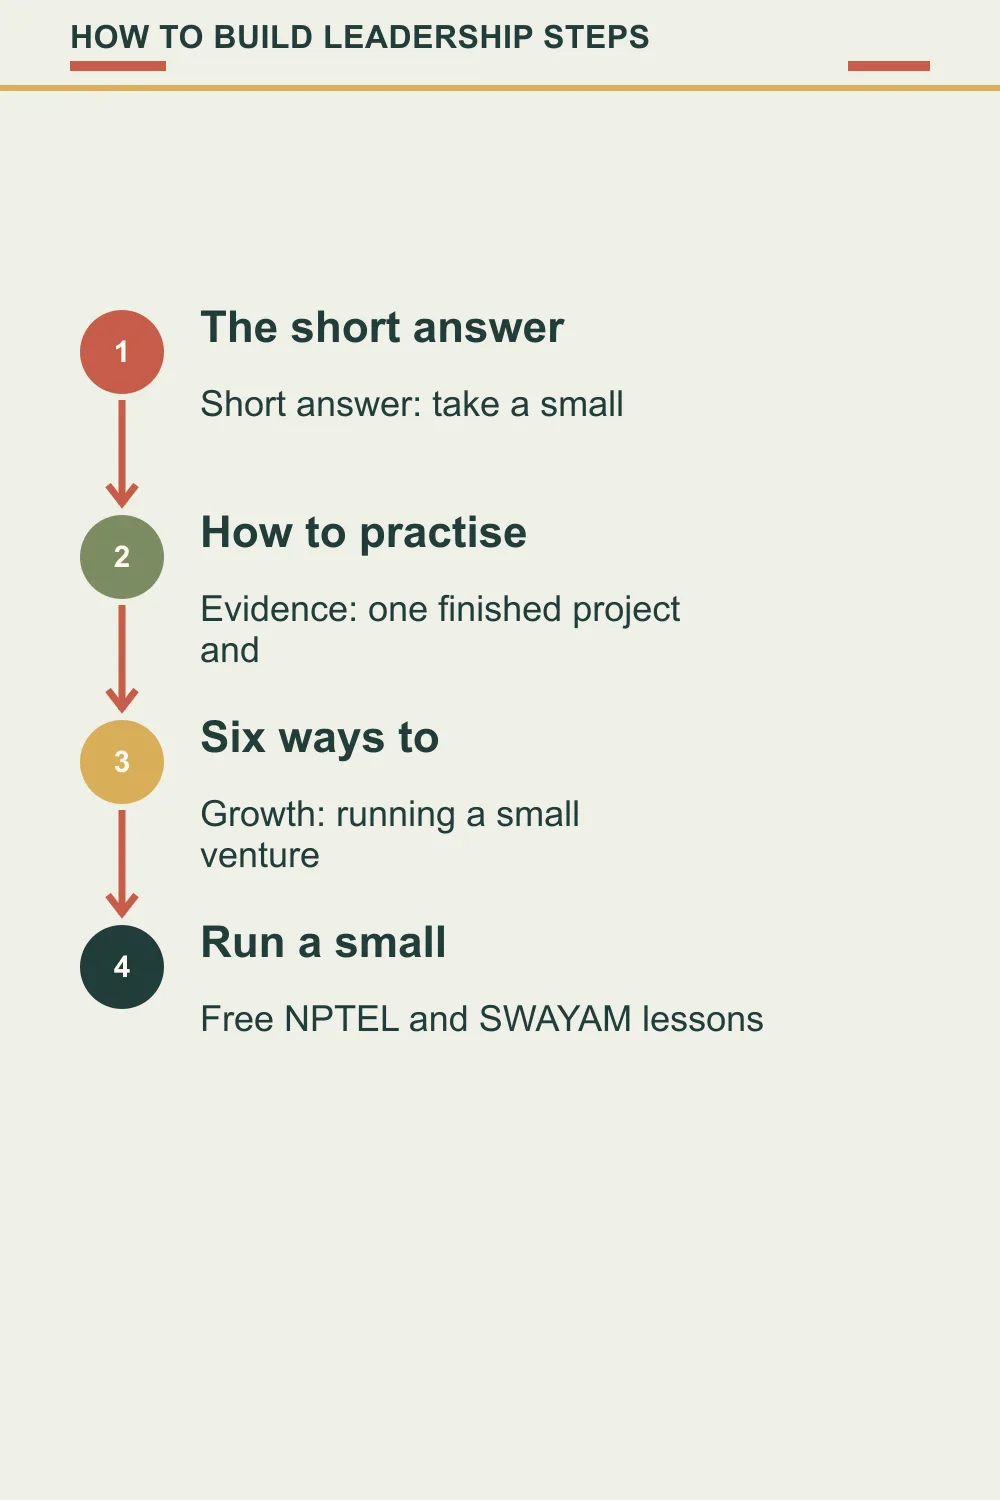 HOW TO BUILD LEADERSHIP STEPS
1
The short answer
Short answer: take a small
2
How to practise
Evidence: one finished project
and
3
Six ways to
Growth: running a small
venture
4
Run a small
Free NPTEL and SWAYAM lessons